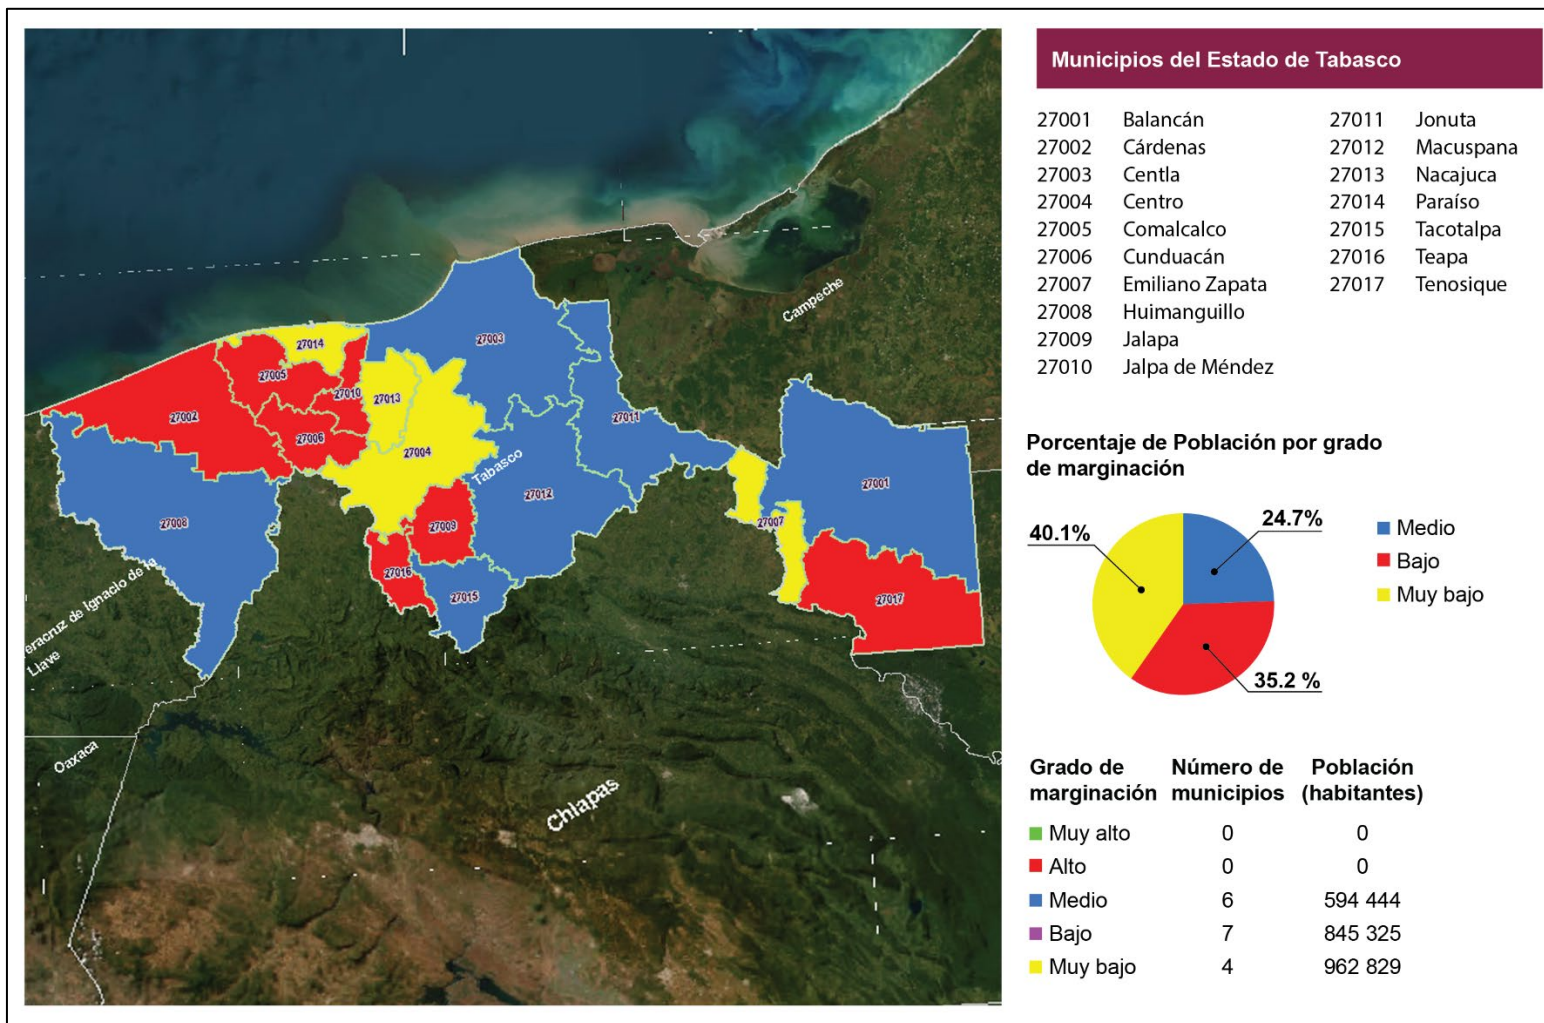 Municipios del Estado de Tabasco
27001 Balancán 27011 Jonuta
27002 Cárdenas 27012 Macuspana
27003 Centla 27013 Nacajuca
27004 Centro 27014 Paraíso
27005 Comalcalco 27015 Tacotalpa
27006 Cunduacán 27016 Teapa
27007 Emiliano Zapata 27017 Tenosique
27008 Huimanguillo
27009 Jalapa
27010 Jalpa de Méndez
Campeche
27003
27014
27005
27010
27013
27002
27006
27011
27004
Tabasco
27012
27001
27008
27009
27007
27016
27015
27017
eracruz de Ignacio de la
Llave
Oaxaca
Chiapas
Porcentaje de Población por grado
de marginación
40.1%
24.7%
35.2 %
Medio
Bajo
Muy bajo
Grado de Número de Población
marginación municipios (habitantes)
Muy alto 0 0
Alto 0 0
Medio 6 594 444
Bajo 7 845 325
Muy bajo 4 962 829